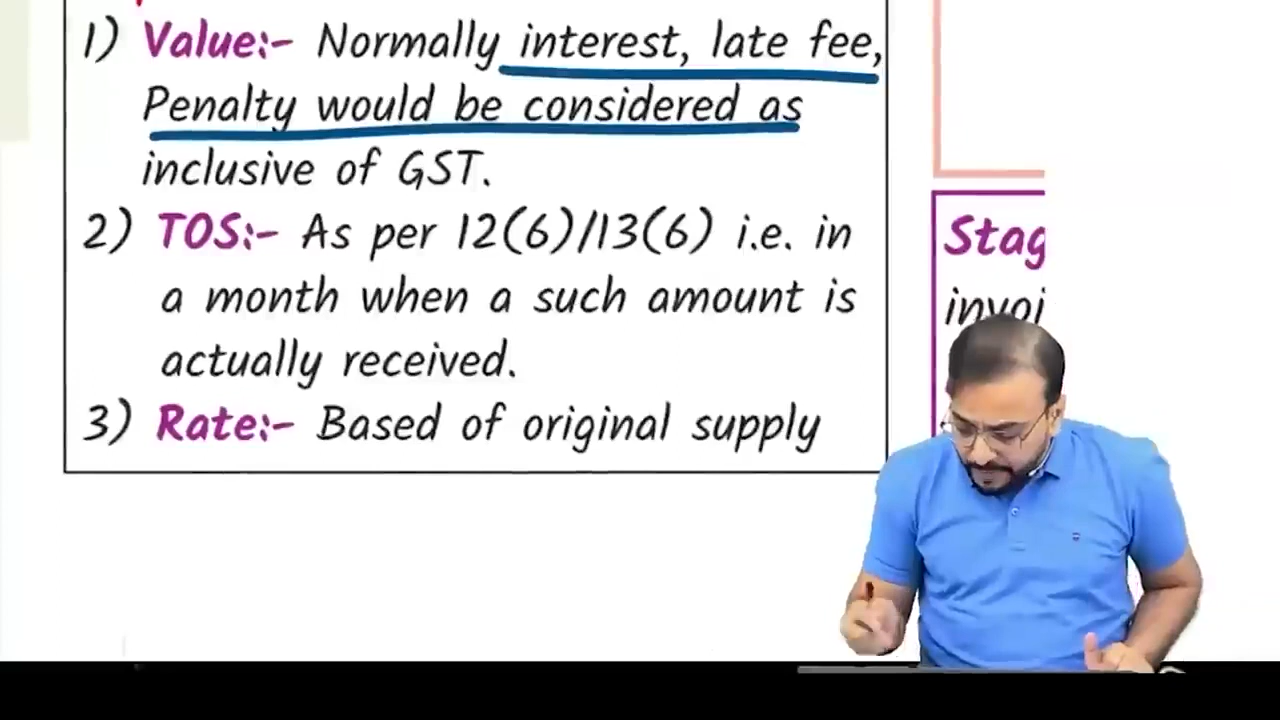 1) Value:- Normally interest, late fee,
Penalty would be considered as
inclusive of GST.
2) TOS:- As per 12(6)/13(6) i.e. in
a month when a such amount is
actually received.
3) Rate:- Based of original supply
Stag
invoi